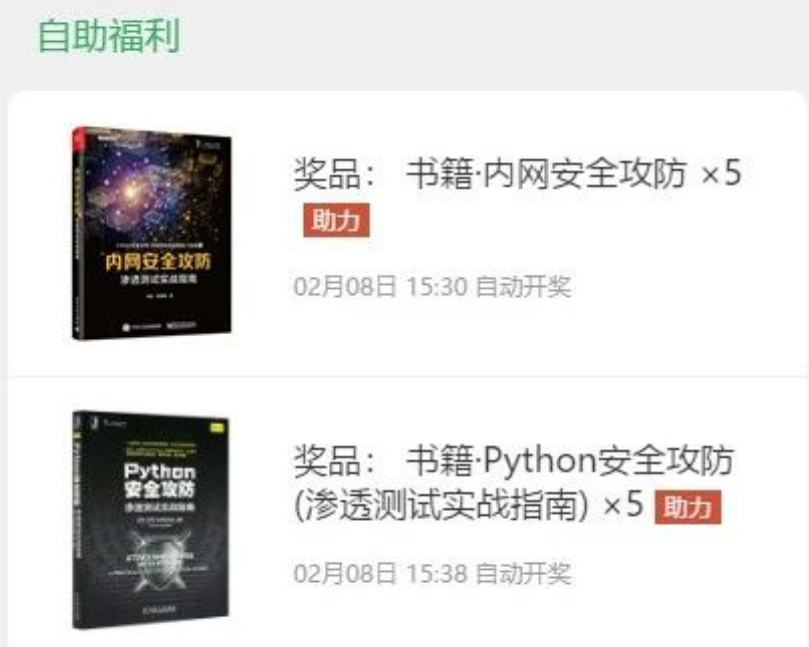 自助福利
奖品： 书籍·内网安全攻防 ×5
助力
02月08日 15:30 自动开奖
内网安全攻防
渗透测试实战指南
奖品： 书籍·Python安全攻防
(渗透测试实战指南) ×5 助力
02月08日 15:38 自动开奖
Python
安全攻防
渗透测试实战指南